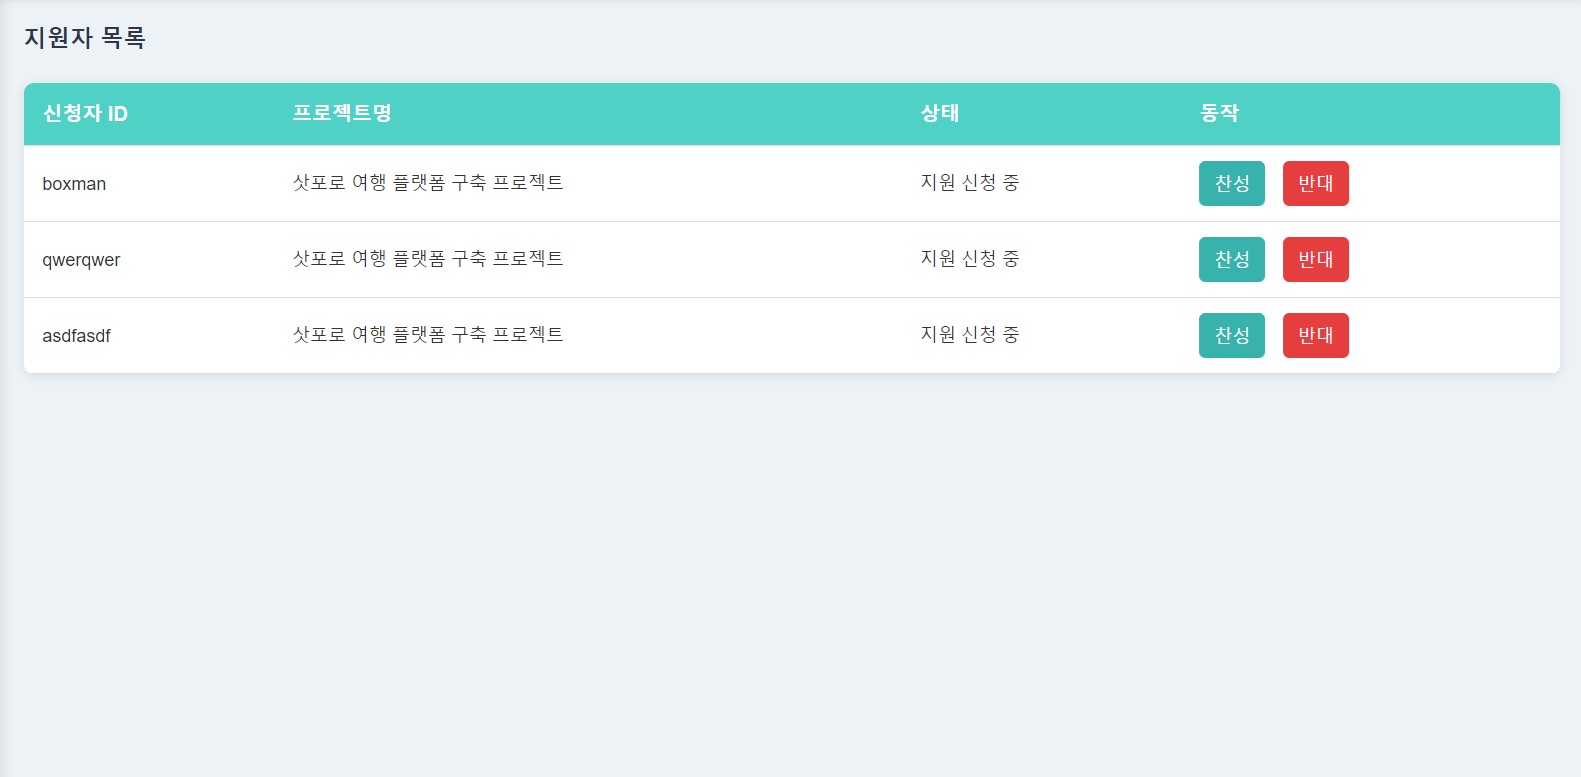 지원자 목록
신청자 ID 프로젝트명 상태 동작
boxman 삿포로 여행 플랫폼 구축 프로젝트 지원 신청 중 찬성 반대
qwerqwer 삿포로 여행 플랫폼 구축 프로젝트 지원 신청 중 찬성 반대
asdfasdf 삿포로 여행 플랫폼 구축 프로젝트 지원 신청 중 찬성 반대